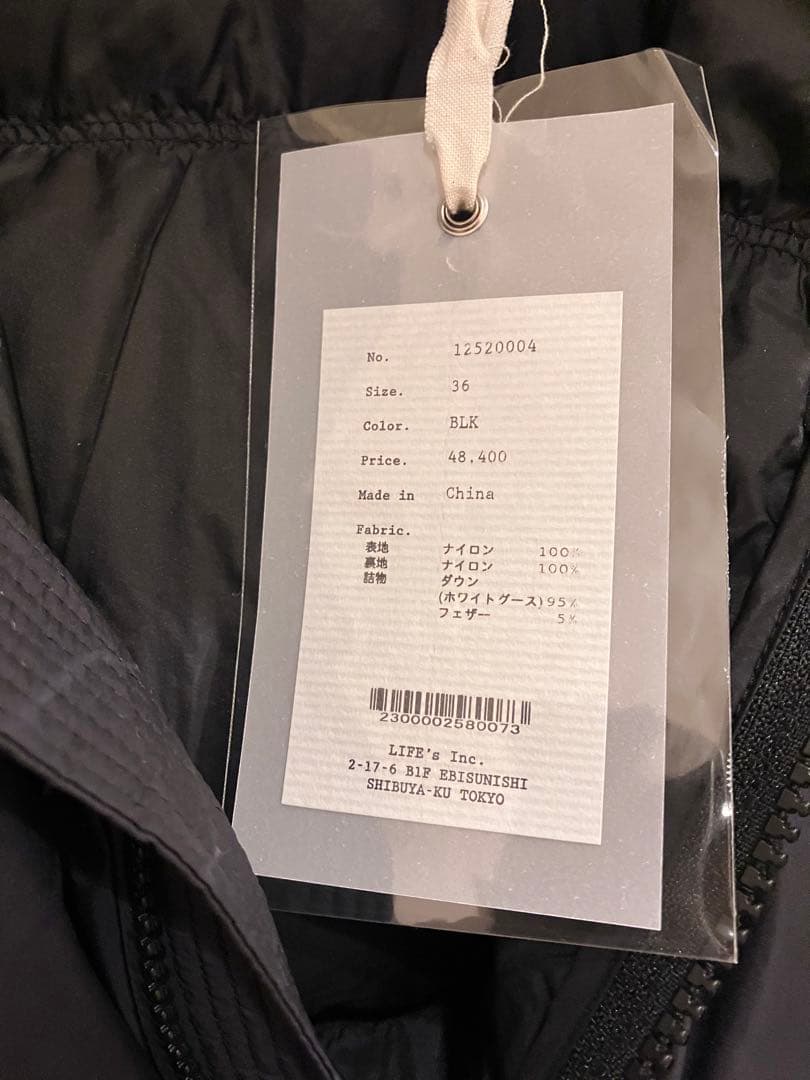 No. 12520004
Size. 36
Color. BLK
Price. 48,400
Made in China
Fabric.
表地 ナイロン 100%
裏地 ナイロン 100%
詰物 ダウン
(ホワイトグース) 95%
フェザー 5%
2300002580073
LIFE's Inc.
2-17-6 B1F EBISUNISHI
SHIBUYA-KU TOKYO